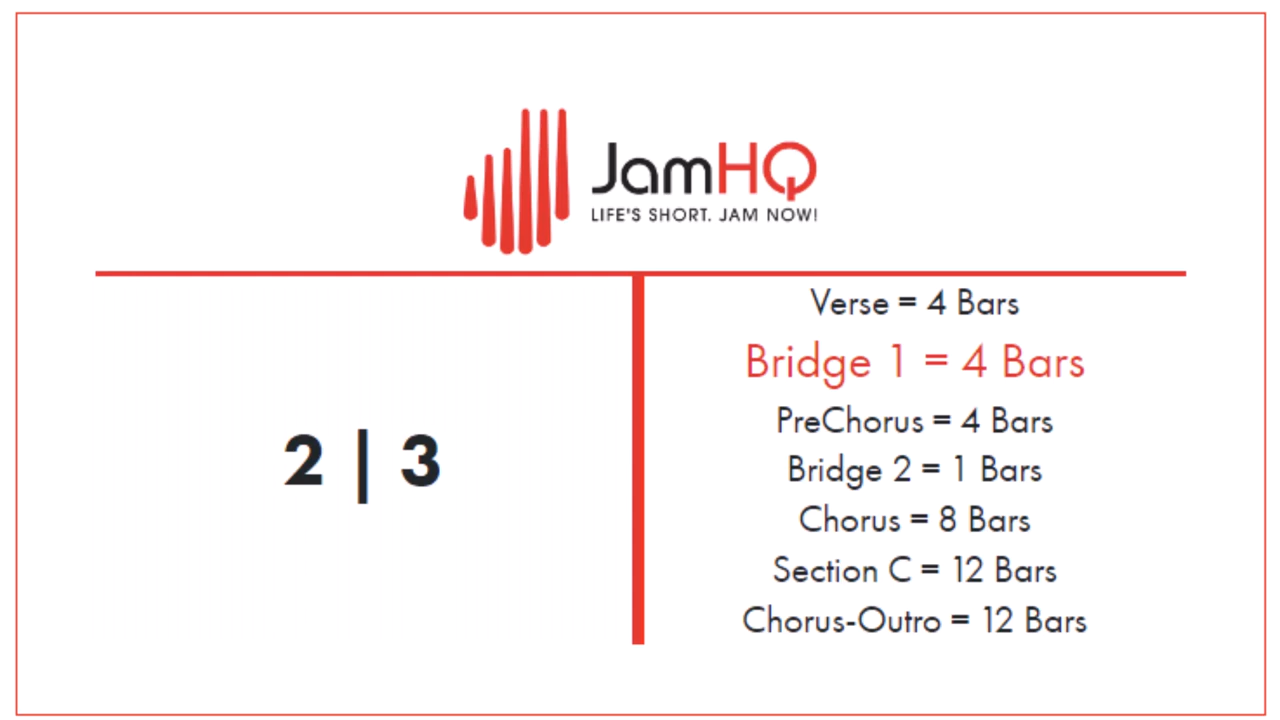 JamHQ
LIFE'S SHORT. JAM NOW!
2 | 3
Verse = 4 Bars
Bridge 1 = 4 Bars
PreChorus = 4 Bars
Bridge 2 = 1 Bars
Chorus = 8 Bars
Section C = 12 Bars
Chorus-Outro = 12 Bars